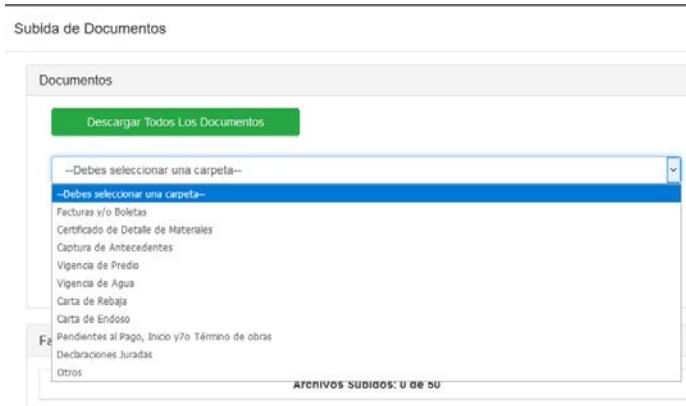 Subida de Documentos
Documentos
Descargar Todos Los Documentos
--Debes seleccionar una carpeta--
--Debes seleccionar una carpeta--
Facturas y/o Boletas
Certificado de Detalle de Materiales
Captura de Antecedentes
Vigencia de Predio
Vigencia de Agua
Carta de Rebaja
Carta de Endoso
Pendientes al Pago, Inicio y7o Término de obras
Declaraciones Juradas
Otros
Fa
Archivos Subidos: 0 de 50